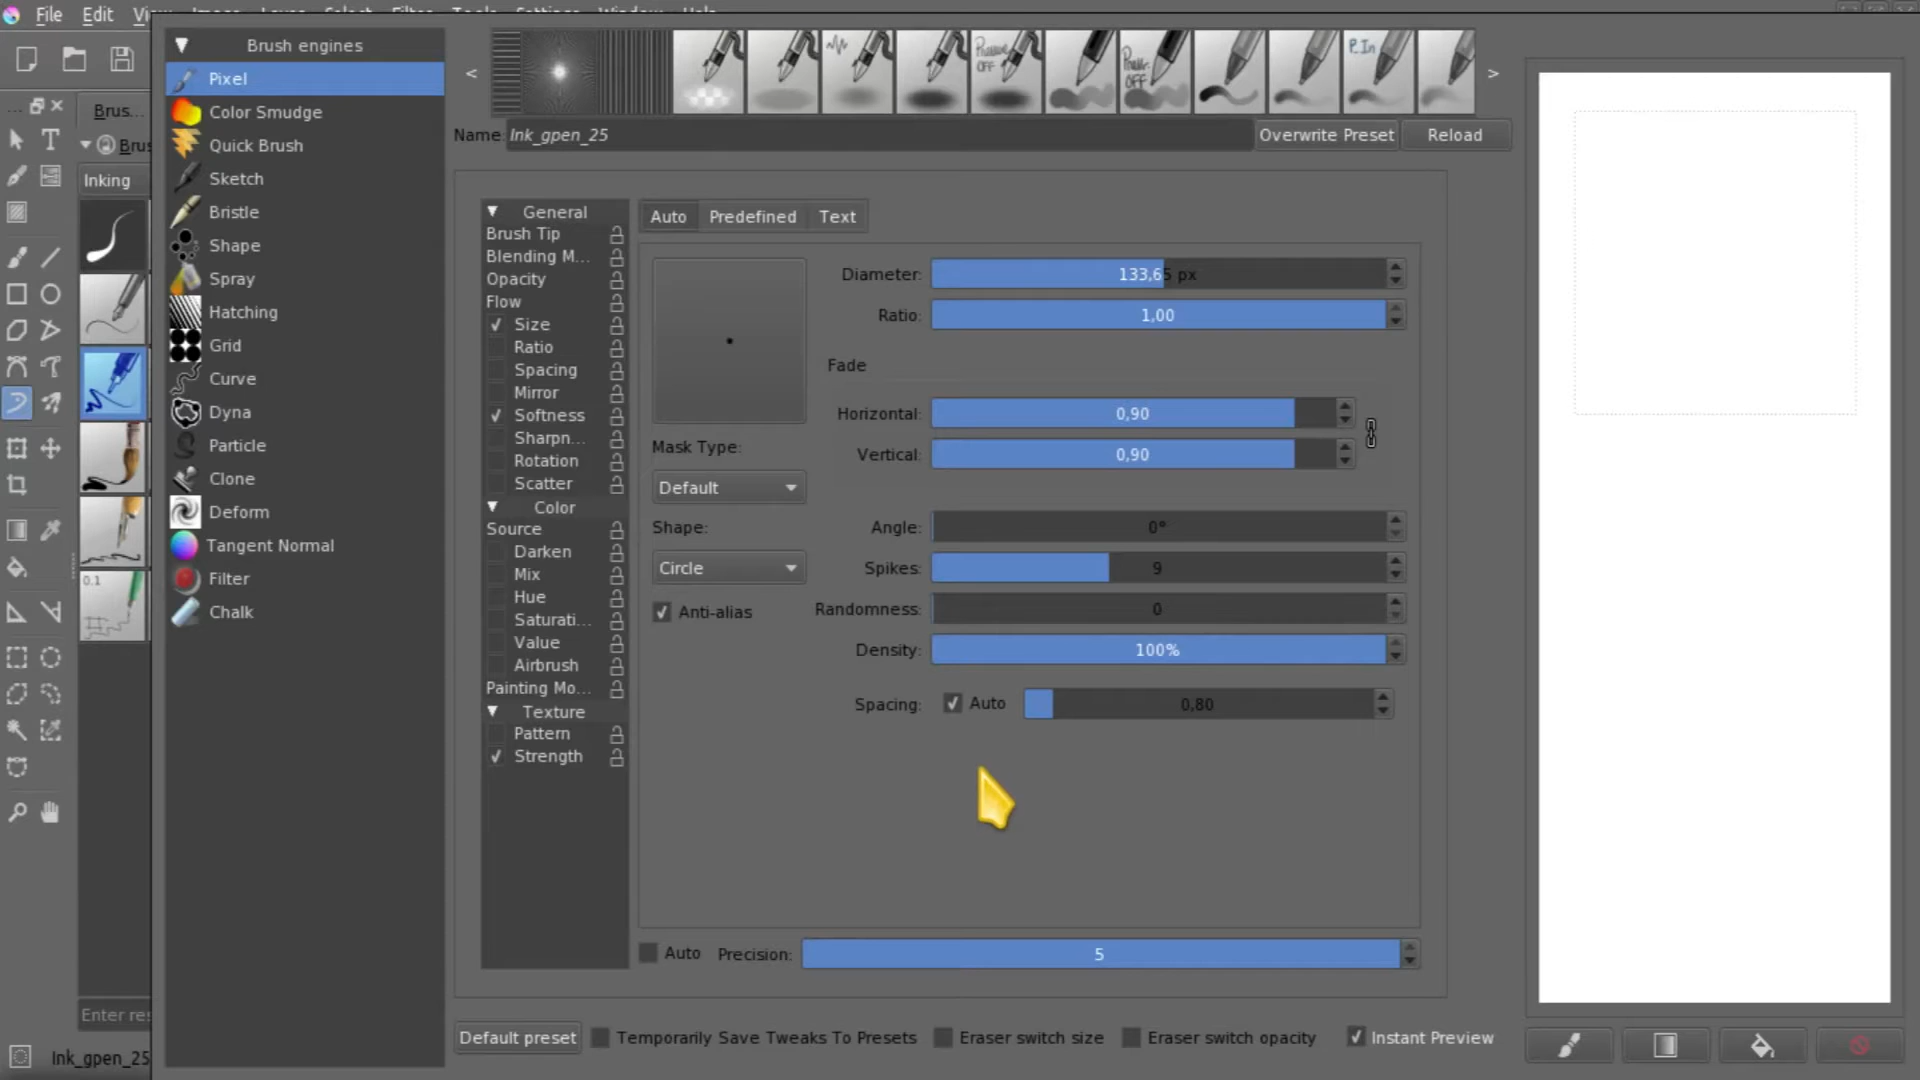 File Edit
Brush engines
Pixel
Color Smudge
Quick Brush
Sketch
Bristle
Shape
Spray
Hatching
Grid
Curve
Dyna
Particle
Clone
Deform
Tangent Normal
Filter
Chalk
Brus...
Inking
0.1
Ink_gpen_25
<
Pressure OFF
P_In
>
Name: Ink_gpen_25 Overwrite Preset Reload
General
Brush Tip
Blending M...
Opacity
Flow
Size
Ratio
Spacing
Mirror
Softness
Sharpn...
Rotation
Scatter
Color
Source
Darken
Mix
Hue
Saturati...
Value
Airbrush
Painting Mo...
Texture
Pattern
Strength
Auto Predefined Text
Diameter: 133,65 px
Ratio: 1,00
Fade
Horizontal: 0,90
Vertical: 0,90
Mask Type:
Default
Shape:
Circle
Anti-alias
Angle: 0°
Spikes: 9
Randomness: 0
Density: 100%
Spacing: Auto 0,80
Auto Precision: 5
Default preset Temporarily Save Tweaks To Presets Eraser switch size Eraser switch opacity Instant Preview